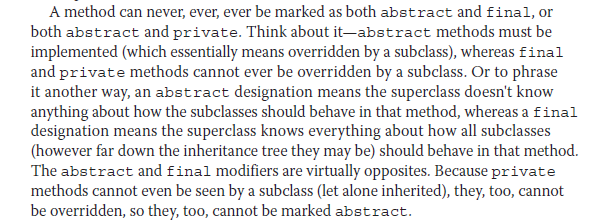 A method can never, ever, ever be marked as both abstract and final, or
both abstract and private. Think about it—abstract methods must be
implemented (which essentially means overridden by a subclass), whereas final
and private methods cannot ever be overridden by a subclass. Or to phrase
it another way, an abstract designation means the superclass doesn't know
anything about how the subclasses should behave in that method, whereas a final
designation means the superclass knows everything about how all subclasses
(however far down the inheritance tree they may be) should behave in that method.
The abstract and final modifiers are virtually opposites. Because private
methods cannot even be seen by a subclass (let alone inherited), they, too, cannot
be overridden, so they, too, cannot be marked abstract.